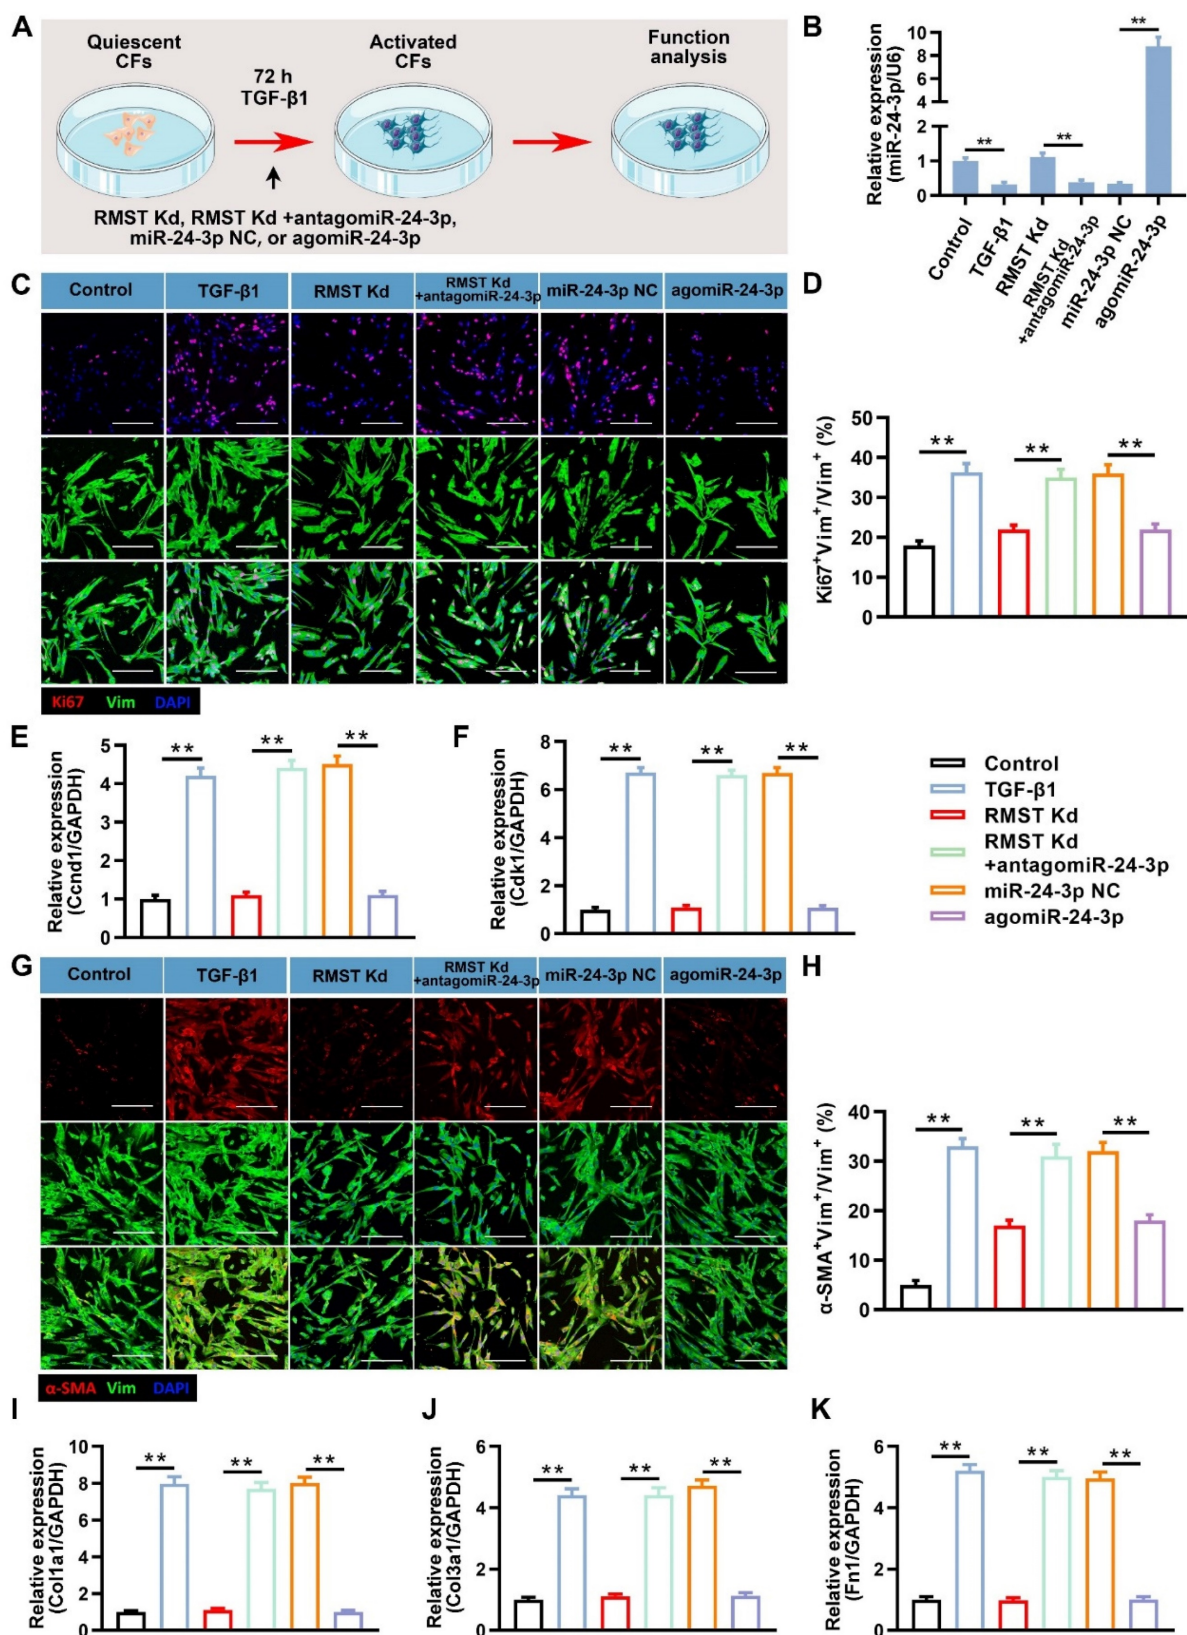 A
Quiescent
CFs
72 h
TGF-β1
Activated
CFs
Function
analysis
RMST Kd, RMST Kd +antagomiR-24-3p,
miR-24-3p NC, or agomiR-24-3p
B
Relative expression
(miR-24-3p/U6)
10
8
6
4
2
1
0
**
**
**
Control
TGF-β1
RMST Kd
RMST Kd
+antagomiR-24-3p
miR-24-3p NC
agomiR-24-3p
C
Control
TGF-β1
RMST Kd
RMST Kd
+antagomiR-24-3p
miR-24-3p NC
agomiR-24-3p
Ki67 Vim DAPI
D
Ki67⁺Vim⁺/Vim⁺ (%)
50
40
30
20
10
0
**
**
**
E
Relative expression
(Ccnd1/GAPDH)
5
4
3
2
1
0
**
**
**
F
Relative expression
(Cdk1/GAPDH)
8
6
4
2
0
**
**
**
Control
TGF-β1
RMST Kd
RMST Kd
+antagomiR-24-3p
miR-24-3p NC
agomiR-24-3p
G
Control
TGF-β1
RMST Kd
RMST Kd
+antagomiR-24-3p
miR-24-3p NC
agomiR-24-3p
α-SMA Vim DAPI
H
α-SMA⁺Vim⁺/Vim⁺ (%)
40
30
20
10
0
**
**
**
I
Relative expression
(Col1a1/GAPDH)
10
8
6
4
2
0
**
**
**
J
Relative expression
(Col3a1/GAPDH)
6
4
2
0
**
**
**
K
Relative expression
(Fn1/GAPDH)
6
4
2
0
**
**
**